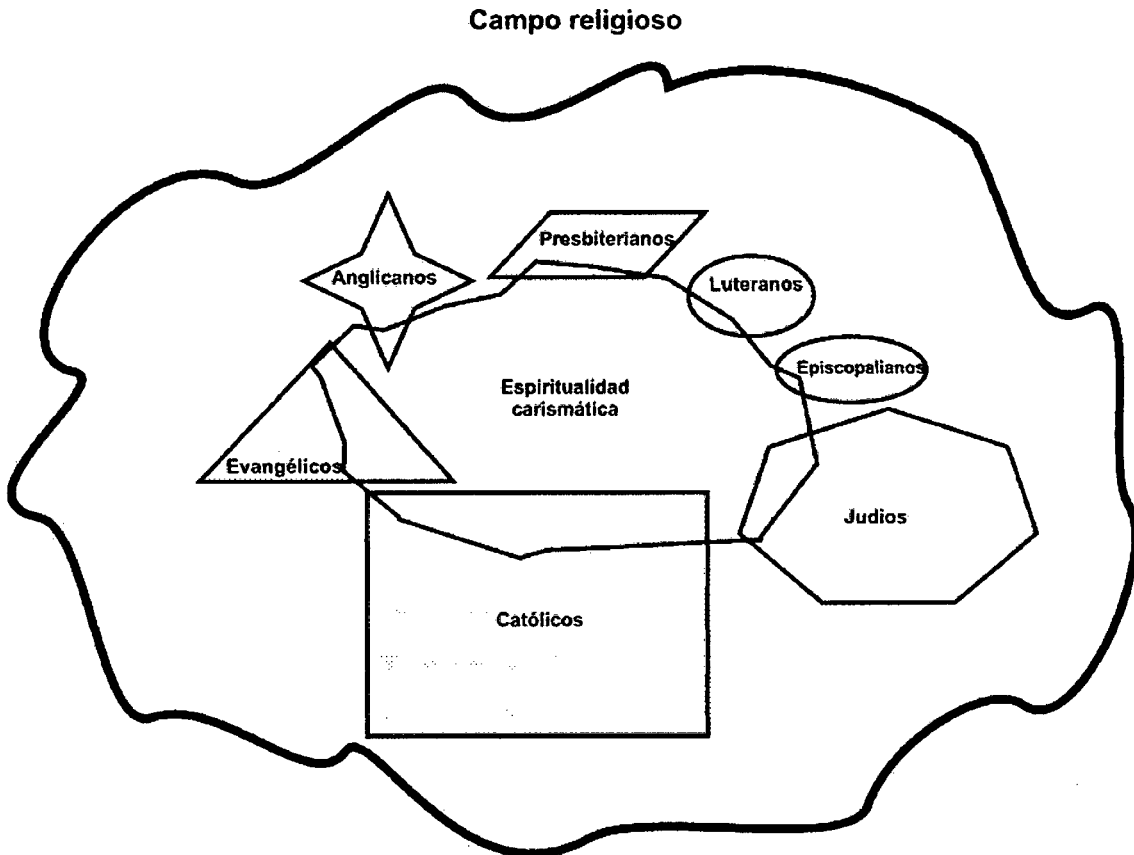 Campo religioso
Presbiterianos
Anglicanos
Luteranos
Episcopalianos
Espiritualidad
carismática
Evangélicos
Judios
Católicos